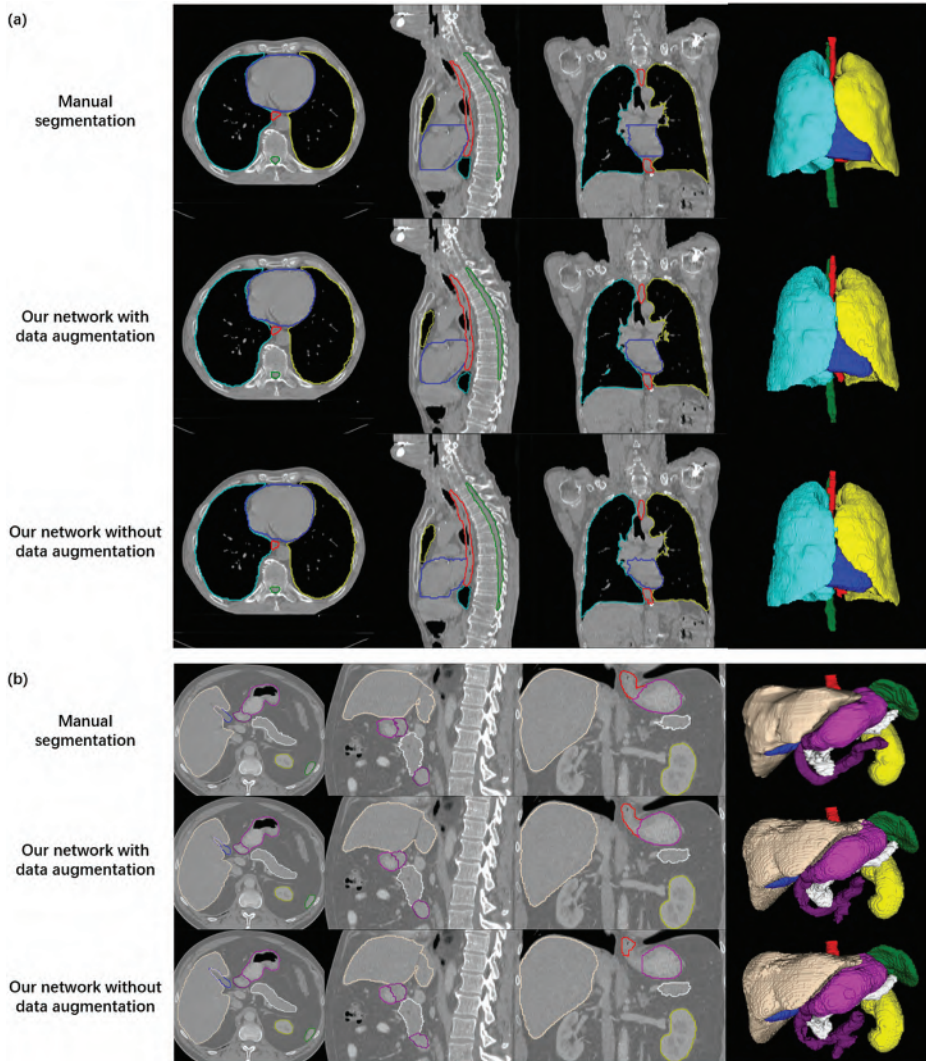 (a)
Manual
segmentation
Our network with
data augmentation
Our network without
data augmentation
(b)
Manual
segmentation
Our network with
data augmentation
Our network without
data augmentation